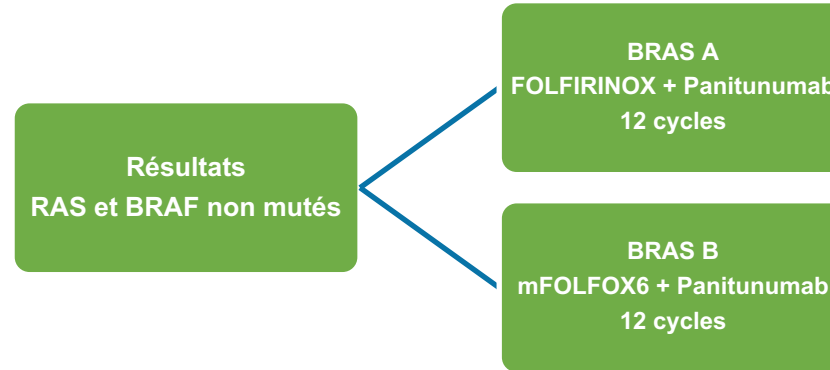 Résultats
RAS et BRAF non mutés
BRAS A
FOLFIRINOX + Panitunumab
12 cycles
BRAS B
mFOLFOX6 + Panitunumab
12 cycles